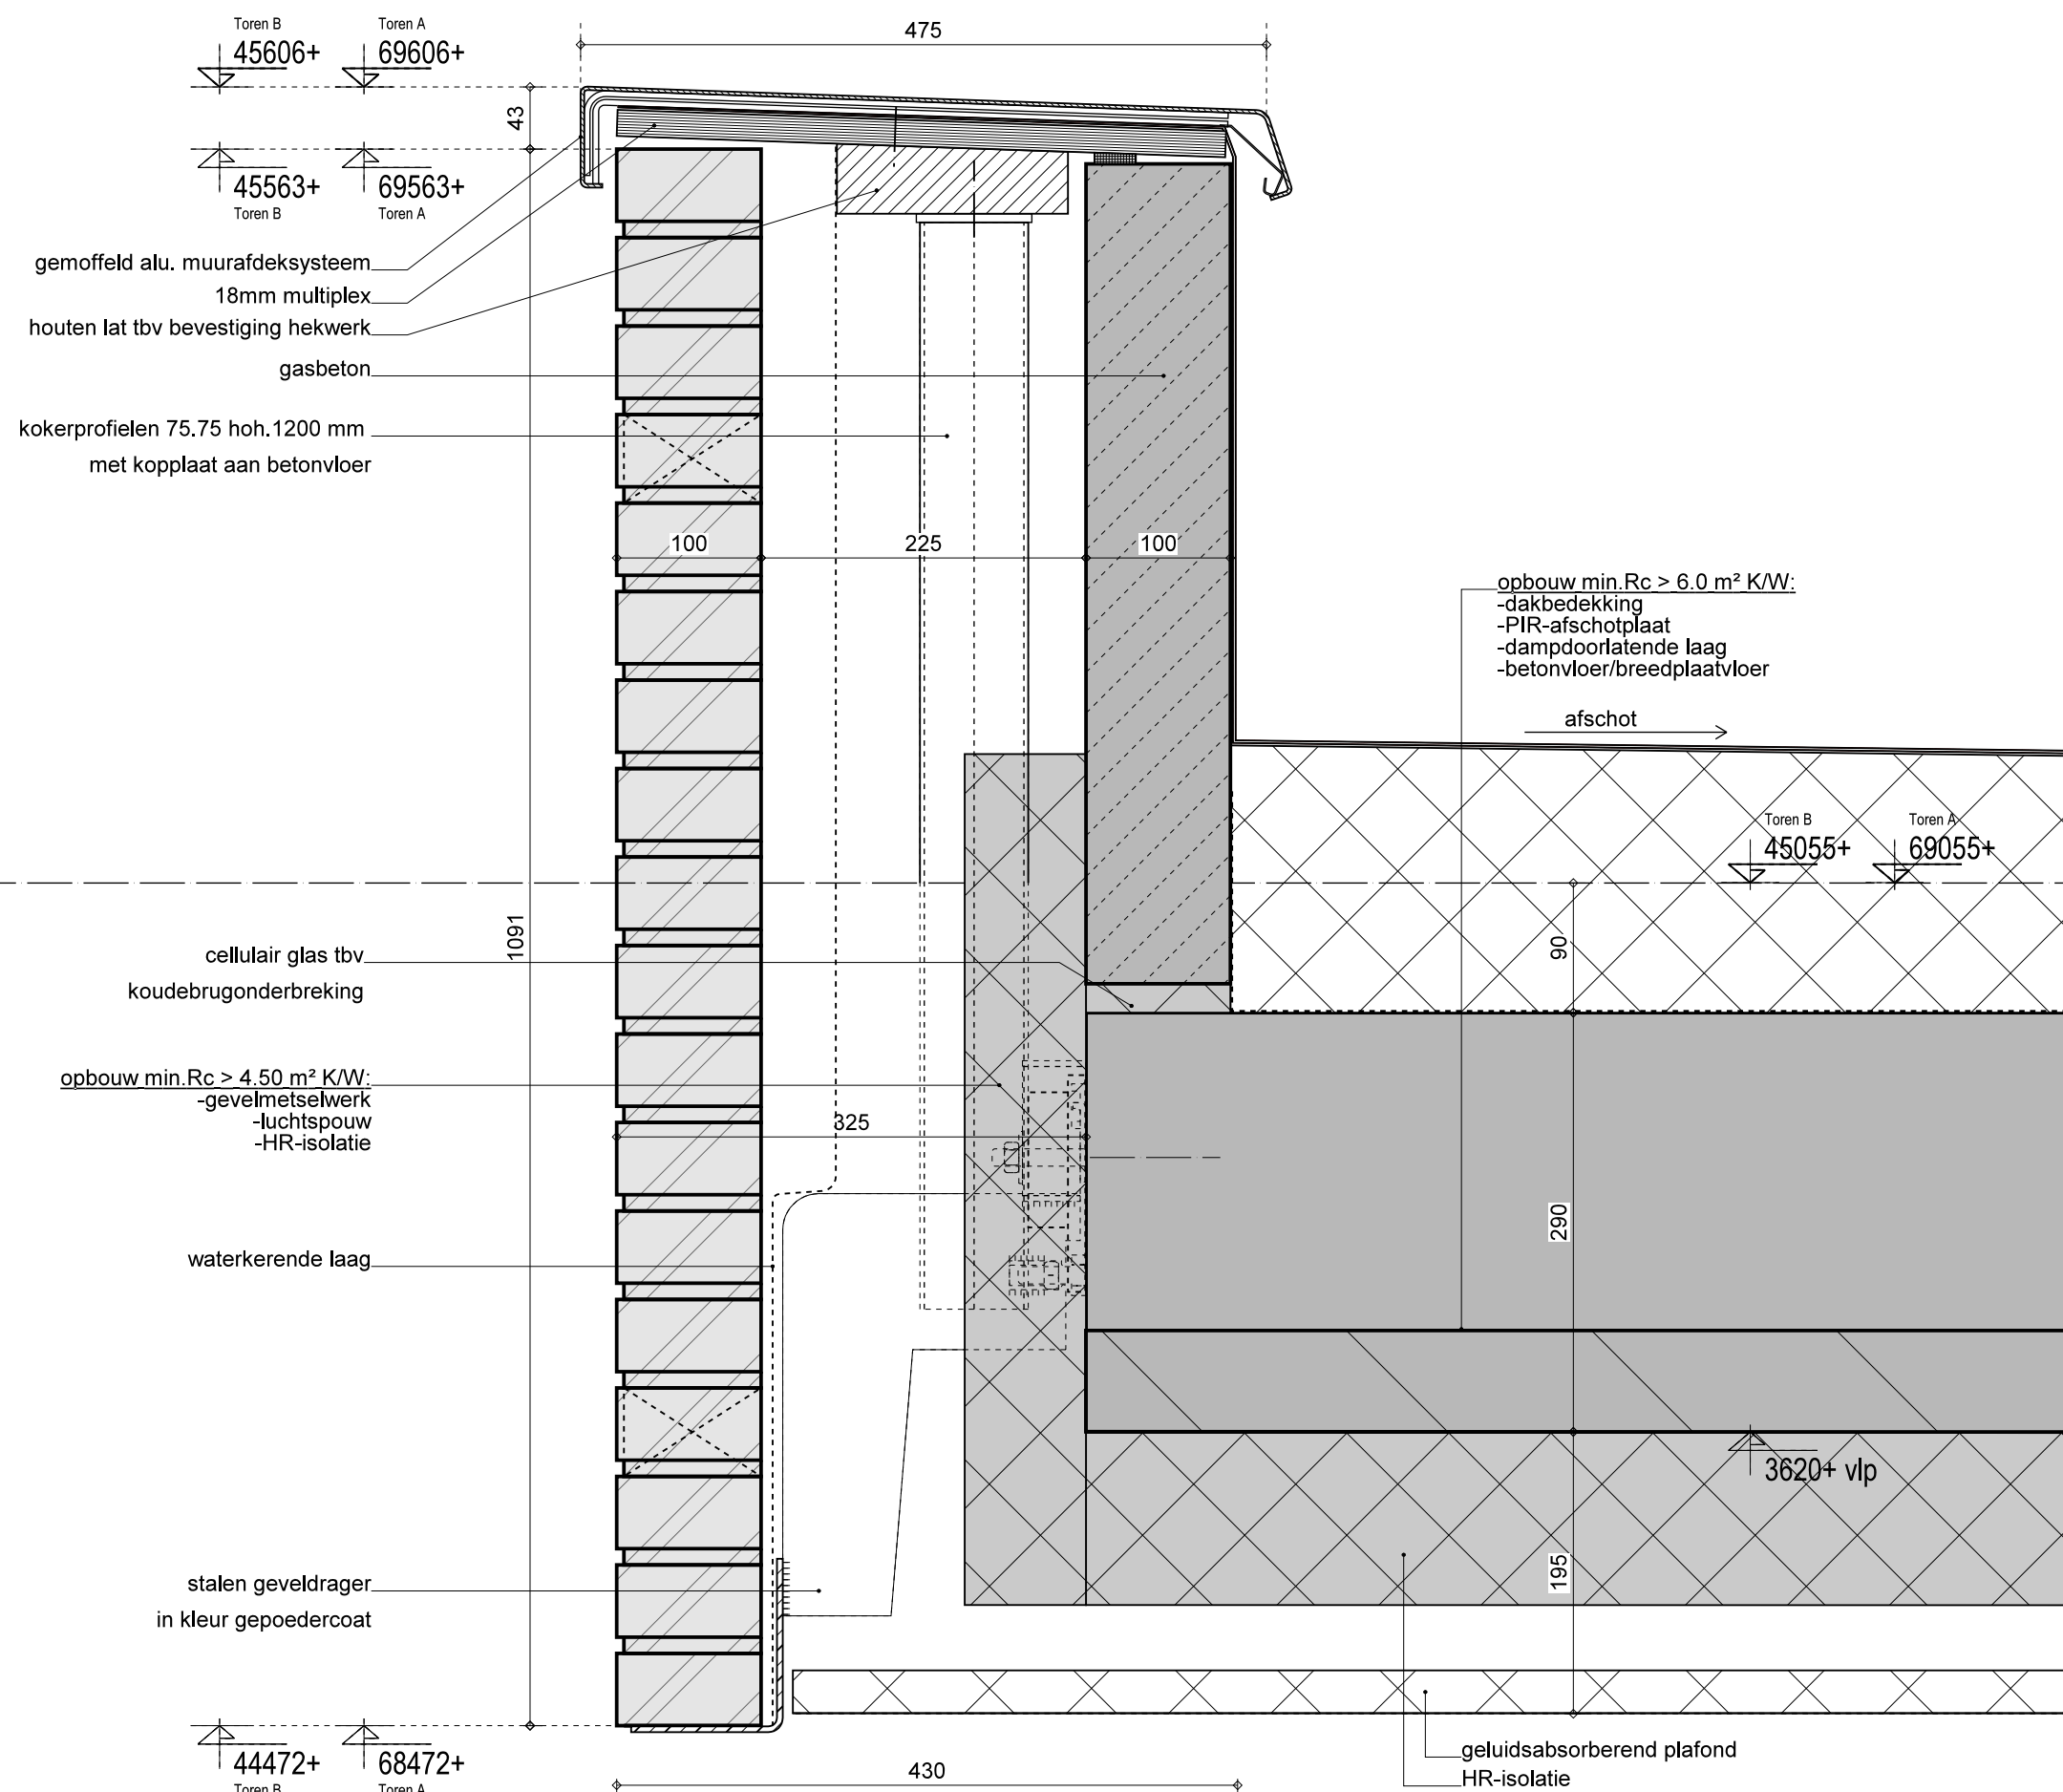 Toren B
Toren A
45606+
69606+
475
43
45563+
69563+
Toren B
Toren A
gemoffeld alu. muurafdeksysteem
18mm multiplex
houten lat tbv bevestiging hekwerk
gasbeton
kokerprofielen 75.75 hoh.1200 mm
met kopplaat aan betonvloer
100
225
100
opbouw min.Rc > 6.0 m² K/W:
-dakbedekking
-PIR-afschotplaat
-dampdoorlatende laag
-betonvloer/breedplaatvloer
afschot
Toren B
Toren A
45055+
69055+
1091
90
cellulair glas tbv
koudebrugonderbreking
opbouw min.Rc > 4.50 m² K/W:
-gevelmetselwerk
-luchtspouw
-HR-isolatie
325
290
waterkerende laag
3620+ vlp
195
stalen geveldrager
in kleur gepoedercoat
geluidsabsorberend plafond
HR-isolatie
44472+
68472+
Toren B
Toren A
430